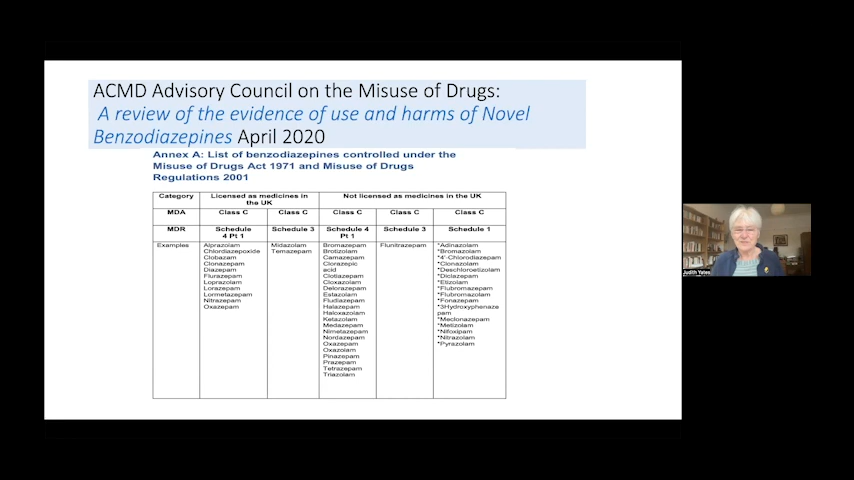 ACMD Advisory Council on the Misuse of Drugs:
A review of the evidence of use and harms of Novel
Benzodiazepines April 2020
Annex A: List of benzodiazepines controlled under the
Misuse of Drugs Act 1971 and Misuse of Drugs
Regulations 2001
Category
Licensed as medicines in
the UK
Not licensed as medicines in the UK
MDA
Class C
Class C
Class C
Class C
Class C
MDR
Schedule
4 Pt 1
Schedule 3
Schedule 4
Pt 1
Schedule 3
Schedule 1
Examples
Alprazolam
Chlordiazepoxide
Clobazam
Clonazepam
Diazepam
Flurazepam
Loprazolam
Lorazepam
Lormetazepam
Nitrazepam
Oxazepam
Midazolam
Temazepam
Bromazepam
Brotizolam
Camazepam
Clorazepic
acid
Clotiazepam
Cloxazolam
Delorazepam
Estazolam
Fludiazepam
Halazepam
Haloxazolam
Ketazolam
Medazepam
Nimetazepam
Nordazepam
Oxazepam
Oxazolam
Pinazepam
Prazepam
Tetrazepam
Triazolam
Flunitrazepam
*Adinazolam
*Bromazolam
*4'-Chlorodiazepam
*Clonazolam
*Deschloroetizolam
*Diclazepam
*Etizolam
*Flubromazepam
*Flubromazolam
*Fonazepam
*3Hydroxyphenaze
pam
*Meclonazepam
*Metizolam
*Nifoxipam
*Nitrazolam
*Pyrazolam
Judith Yates